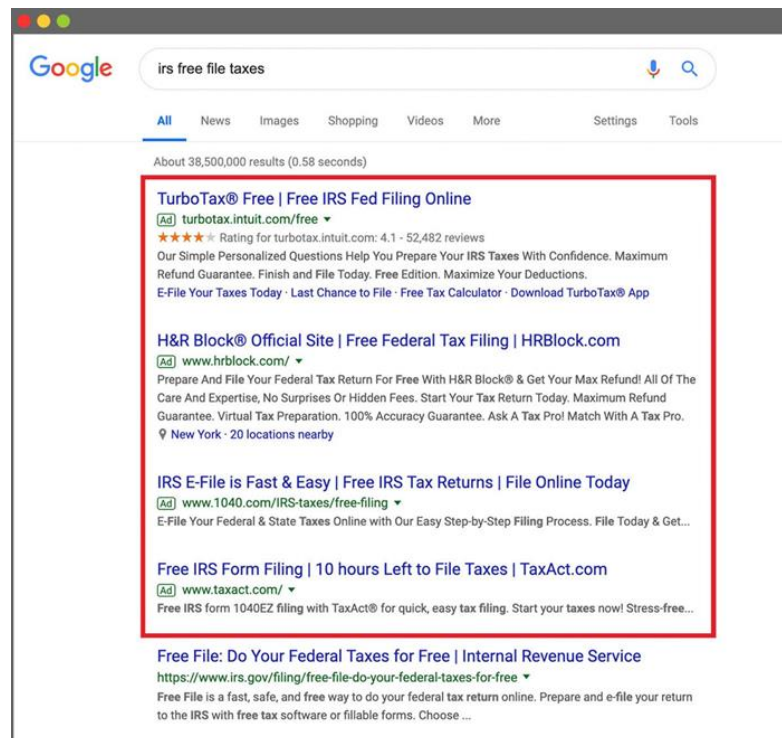 Google
irs free file taxes
All News Images Shopping Videos More Settings Tools
About 38,500,000 results (0.58 seconds)
TurboTax® Free | Free IRS Fed Filing Online
Ad turbotax.intuit.com/free
Rating for turbotax.intuit.com: 4.1 - 52,482 reviews
Our Simple Personalized Questions Help You Prepare Your IRS Taxes With Confidence. Maximum
Refund Guarantee. Finish and File Today. Free Edition. Maximize Your Deductions.
E-File Your Taxes Today · Last Chance to File · Free Tax Calculator · Download TurboTax® App
H&R Block® Official Site | Free Federal Tax Filing | HRBlock.com
Ad www.hrblock.com/
Prepare And File Your Federal Tax Return For Free With H&R Block® & Get Your Max Refund! All Of The
Care And Expertise, No Surprises Or Hidden Fees. Start Your Tax Return Today. Maximum Refund
Guarantee. Virtual Tax Preparation. 100% Accuracy Guarantee. Ask A Tax Pro! Match With A Tax Pro.
New York · 20 locations nearby
IRS E-File is Fast & Easy | Free IRS Tax Returns | File Online Today
Ad www.1040.com/IRS-taxes/free-filing
E-File Your Federal & State Taxes Online with Our Easy Step-by-Step Filing Process. File Today & Get...
Free IRS Form Filing | 10 hours Left to File Taxes | TaxAct.com
Ad www.taxact.com/
Free IRS form 1040EZ filing with TaxAct® for quick, easy tax filing. Start your taxes now! Stress-free...
Free File: Do Your Federal Taxes for Free | Internal Revenue Service
https://www.irs.gov/filing/free-file-do-your-federal-taxes-for-free
Free File is a fast, safe, and free way to do your federal tax return online. Prepare and e-file your return
to the IRS with free tax software or fillable forms. Choose ...